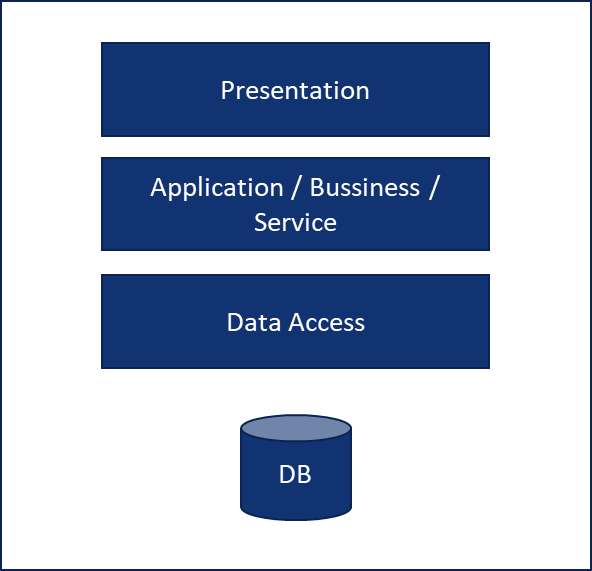 Presentation
Application / Bussiness /
Service
Data Access
DB